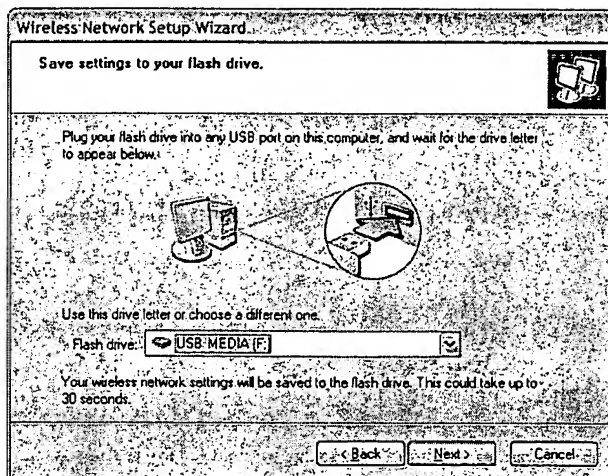 Wireless Network Setup Wizard
Save settings to your flash drive.
Plug your flash drive into any USB port on this computer, and wait for the drive letter
to appear below.
Use this drive letter or choose a different one.
Flash drive: USB MEDIA (F:)
Your wireless network settings will be saved to the flash drive. This could take up to
30 seconds.
< Back Next > Cancel